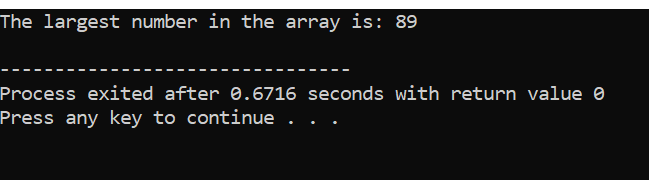 The largest number in the array is: 89
--------------------------------
Process exited after 0.6716 seconds with return value 0
Press any key to continue . . .